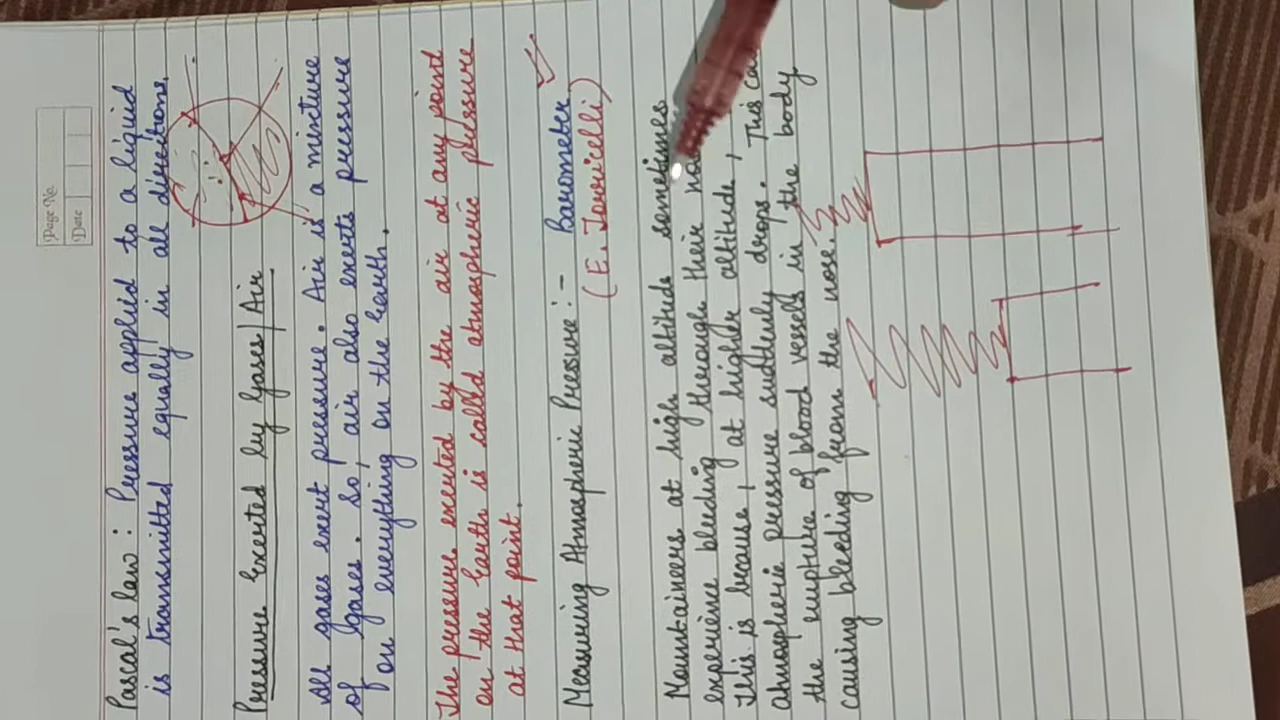 Page No.
Date
Pascal's law : Pressure applied to a liquid
is transmitted equally in all directions.
Pressure Exerted by Gases/Air
All gases exert pressure. Air is a mixture
of gases. So, air also exerts pressure
on everything on the Earth.
The pressure exerted by the air at any point
on the Earth is called atmospheric pressure
at that point.
Measuring Atmospheric Pressure :- Barometer
(E. Torricelli)
Mountaineers at high altitude sometimes
experience bleeding through their
This is because, at higher altitude,
atmospheric pressure suddenly drops. This
the rupture of blood vessels in the body
causing bleeding from the nose.